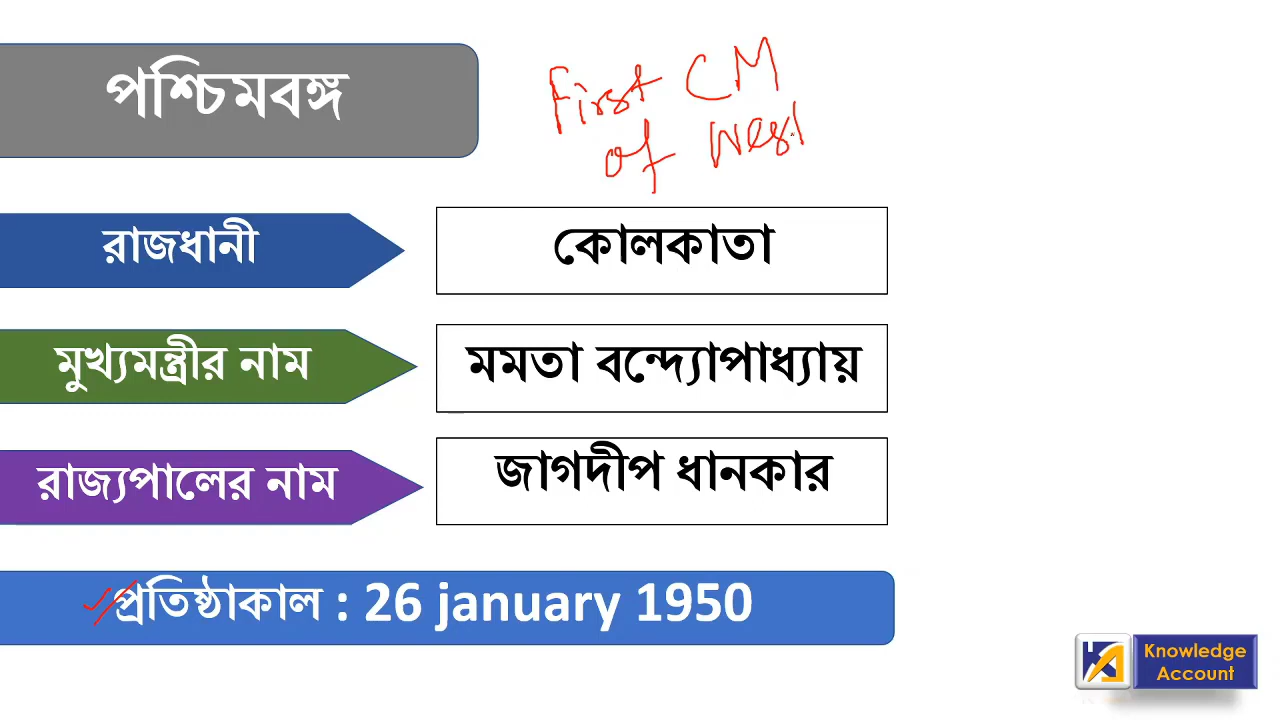 পশ্চিমবঙ্গ
First CM
of West
রাজধানী
কোলকাতা
মুখ্যমন্ত্রীর নাম
মমতা বন্দ্যোপাধ্যায়
রাজ্যপালের নাম
জাগদীপ ধানকার
প্রতিষ্ঠাকাল : 26 january 1950
Knowledge
Account